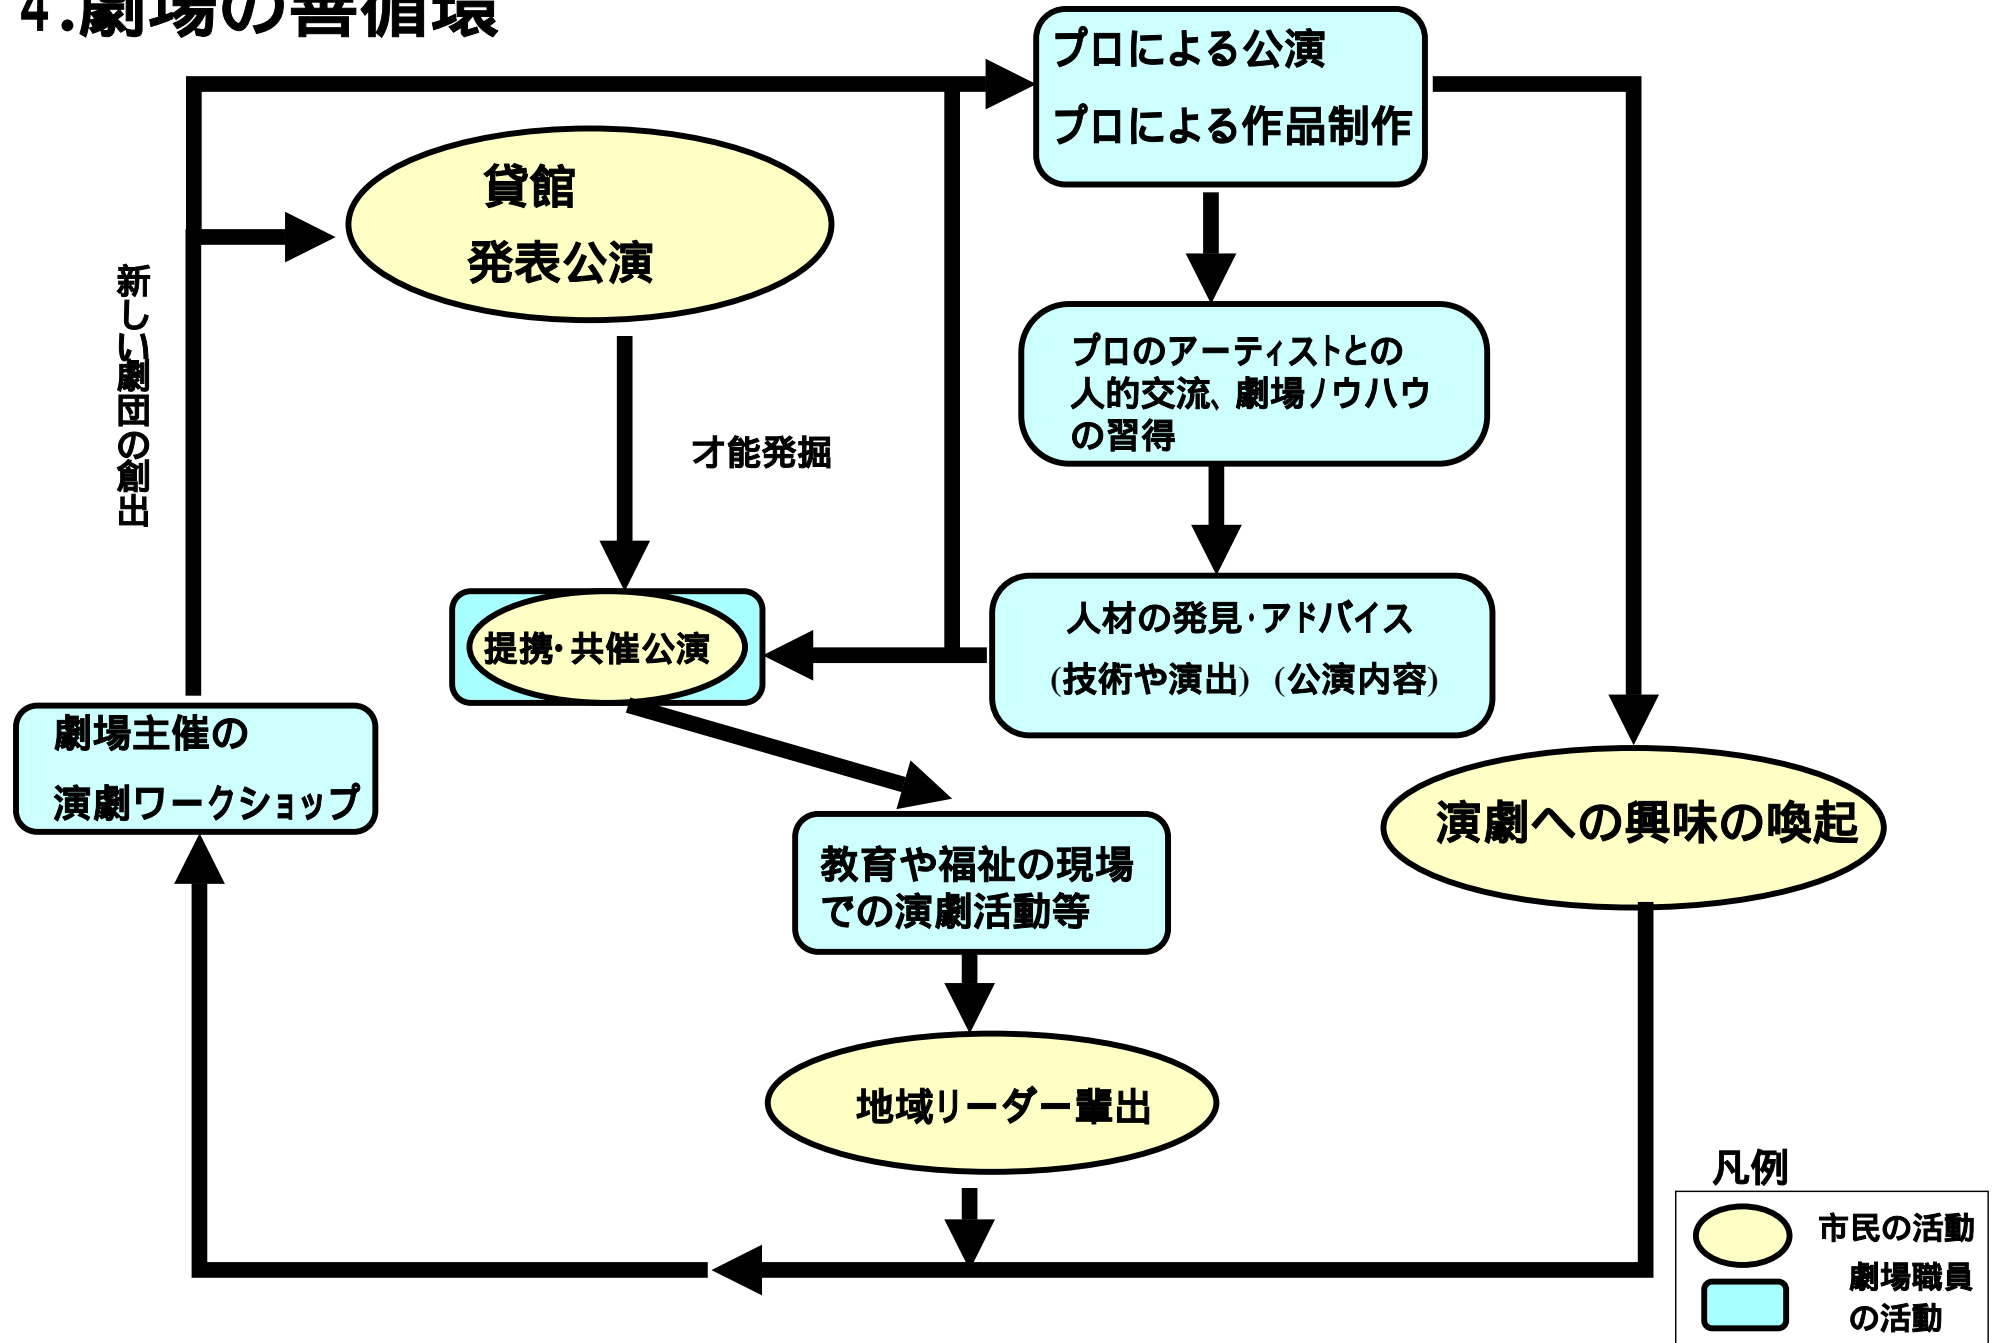 4.劇場の善循環
プロによる公演
プロによる作品制作
貸館
発表公演
新しい劇団の創出
プロのアーティストとの
人的交流、劇場ノウハウ
の習得
才能発掘
人材の発見･アドバイス
(技術や演出) (公演内容)
提携･共催公演
劇場主催の
演劇ワークショップ
教育や福祉の現場
での演劇活動等
演劇への興味の喚起
地域リーダー輩出
凡例
市民の活動
劇場職員
の活動